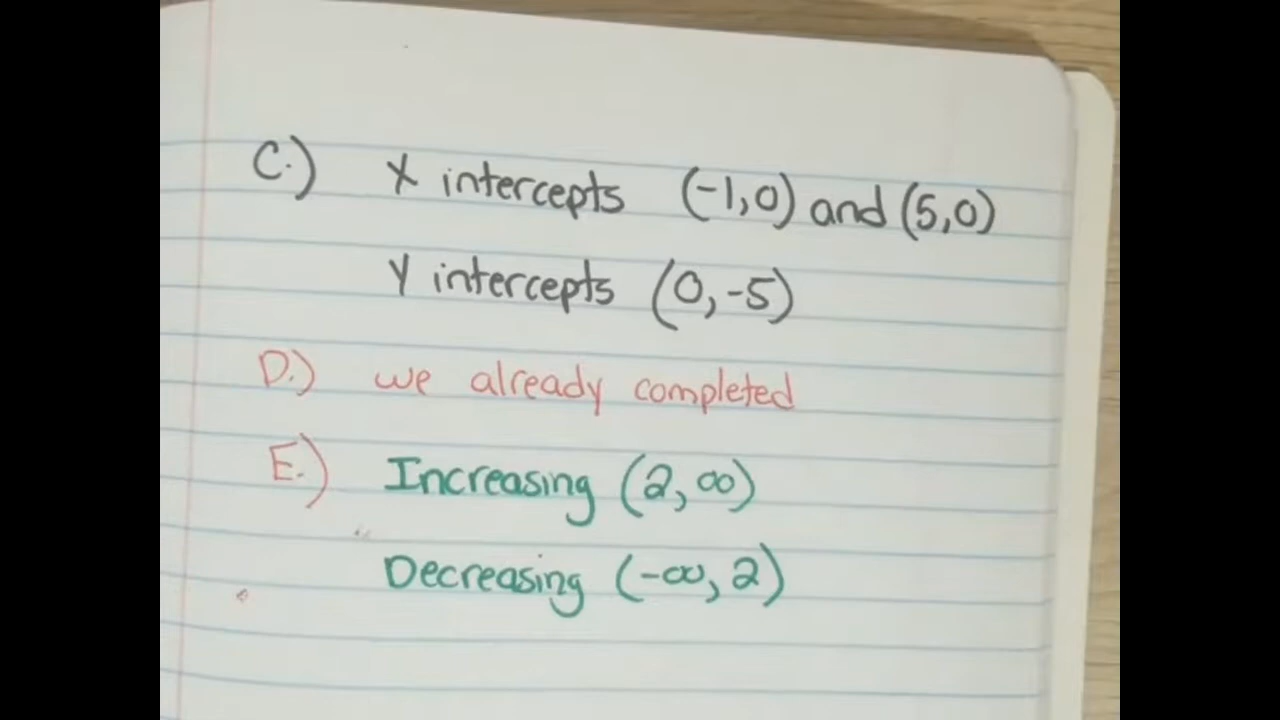 C.) X intercepts (-1,0) and (5,0)
Y intercepts (0,-5)
D.) we already completed
E.) Increasing (2,∞)
Decreasing (-∞,2)